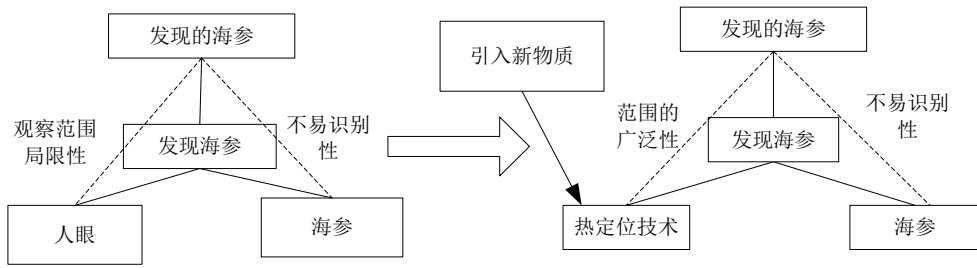 发现的海参
观察范围
局限性
不易识别
性
发现海参
人眼
海参
引入新物质
发现的海参
范围的
广泛性
不易识别
性
发现海参
热定位技术
海参